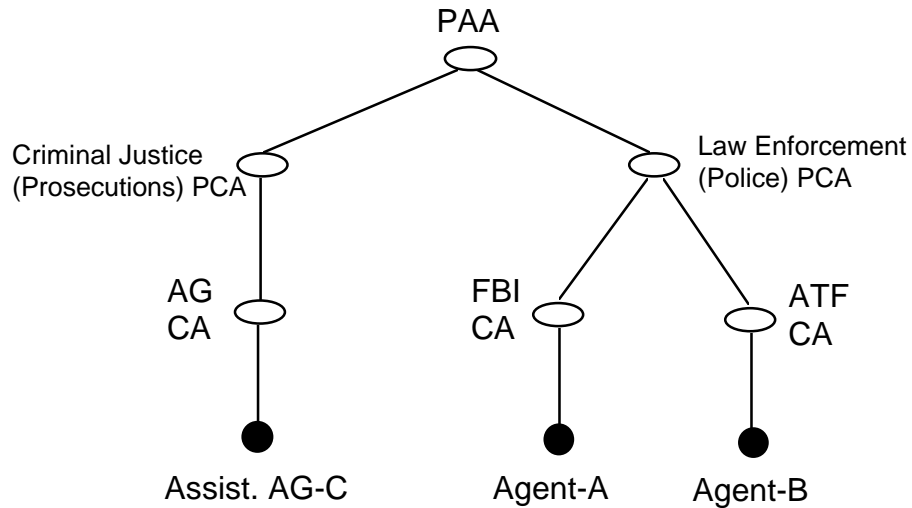 PAA
Criminal Justice
(Prosecutions) PCA
Law Enforcement
(Police) PCA
AG
CA
FBI
CA
ATF
CA
Assist. AG-C
Agent-A
Agent-B